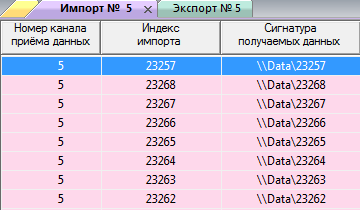 Импорт № 5 x Экспорт № 5
Номер канала приёма данных Индекс импорта Сигнатура получаемых данных
5 23257 \\Data\23257
5 23268 \\Data\23268
5 23267 \\Data\23267
5 23266 \\Data\23266
5 23265 \\Data\23265
5 23264 \\Data\23264
5 23263 \\Data\23263
5 23262 \\Data\23262